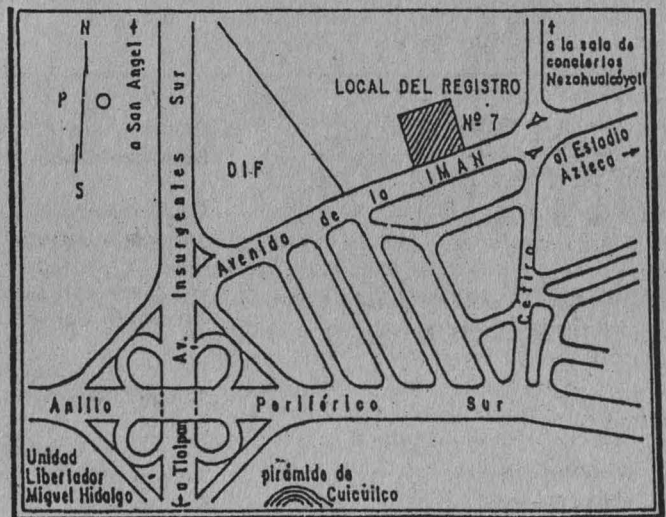 N
P
S
a San Angel
Av. Insurgentes Sur
a Tlalpan
DIF
LOCAL DEL REGISTRO
Nº 7
a la sala de
conciertos
Nezahualcóyotl
al Estadio
Azteca
Avenida de la IMAN
Cefiro
Anillo Periférico Sur
Unidad
Libertador
Miguel Hidalgo
pirámide de
Cuicuilco